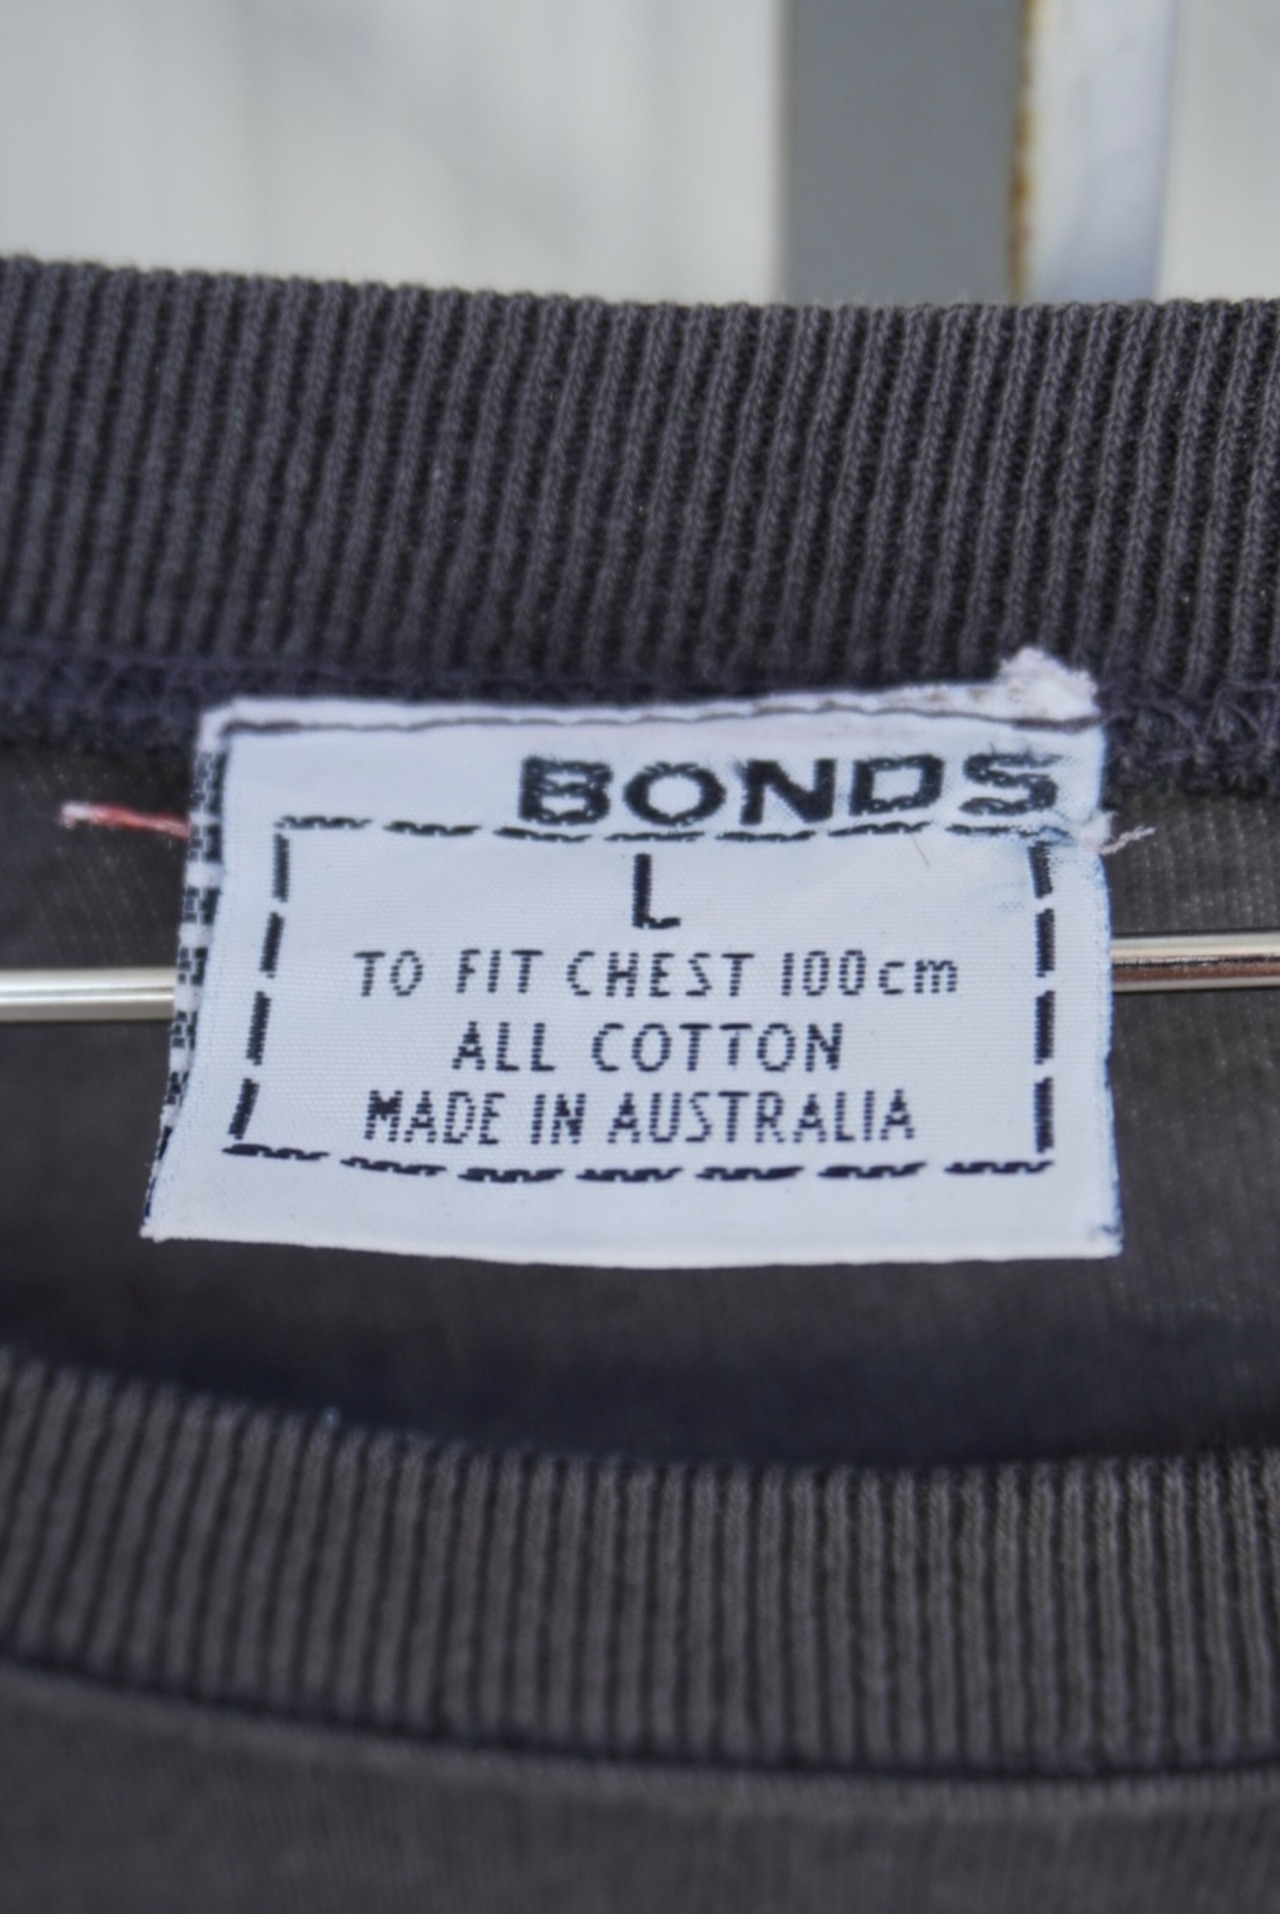 BONDS
L
TO FIT CHEST 100cm
ALL COTTON
MADE IN AUSTRALIA